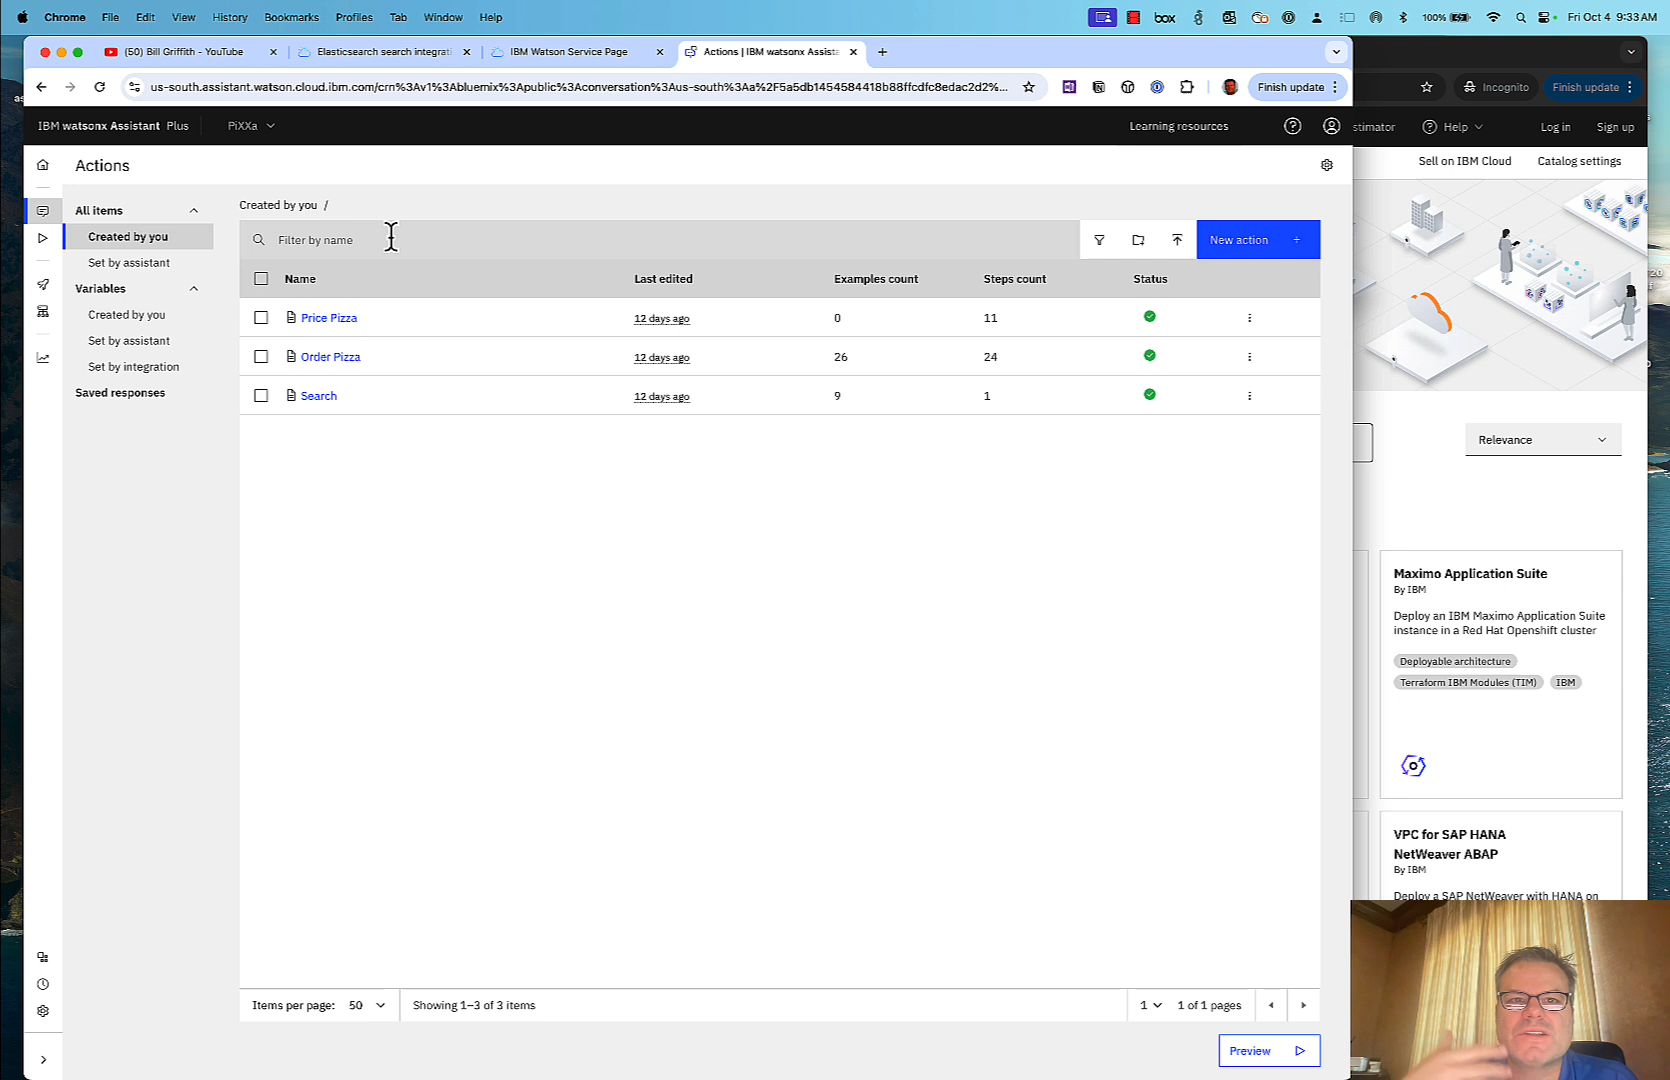 Chrome File Edit View History Bookmarks Profiles Tab Window Help
box 100% Fri Oct 4 9:33AM
(50) Bill Griffith - YouTube
Elasticsearch search integrati
IBM Watson Service Page
Actions | IBM watsonx Assista
us-south.assistant.watson.cloud.ibm.com/crn%3Av1%3Abluemix%3Apublic%3Aconversation%3Aus-south%3Aa%2F5a5db1454584418b88ffcdfc8edac2d2%...
Finish update
Incognito
Finish update
IBM watsonx Assistant Plus
PiXXa
Learning resources
stimator
Help
Log in
Sign up
Actions
Sell on IBM Cloud
Catalog settings
All items
Created by you
Set by assistant
Variables
Created by you
Set by assistant
Set by integration
Saved responses
Created by you /
Filter by name
New action +
Name Last edited Examples count Steps count Status
Price Pizza 12 days ago 0 11
Order Pizza 12 days ago 26 24
Search 12 days ago 9 1
Items per page: 50
Showing 1–3 of 3 items
1
1 of 1 pages
Preview
Relevance
Maximo Application Suite
By IBM
Deploy an IBM Maximo Application Suite
instance in a Red Hat Openshift cluster
Deployable architecture
Terraform IBM Modules (TIM)
IBM
VPC for SAP HANA
NetWeaver ABAP
By IBM
Deploy a SAP NetWeaver with HANA on